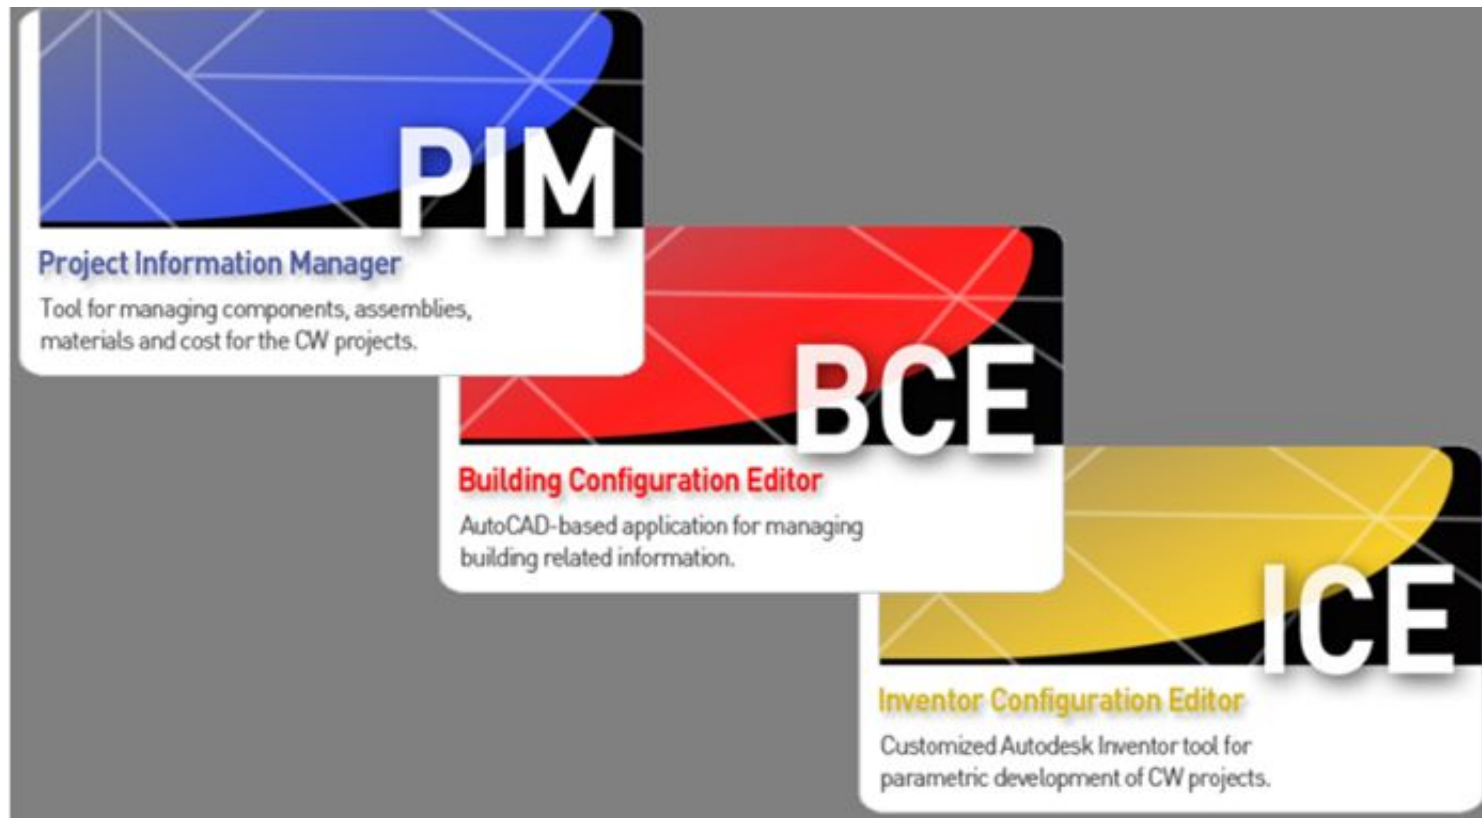 PIM
Project Information Manager
Tool for managing components, assemblies,
materials and cost for the CW projects.
BCE
Building Configuration Editor
AutoCAD-based application for managing
building related information.
ICE
Inventor Configuration Editor
Customized Autodesk Inventor tool for
parametric development of CW projects.